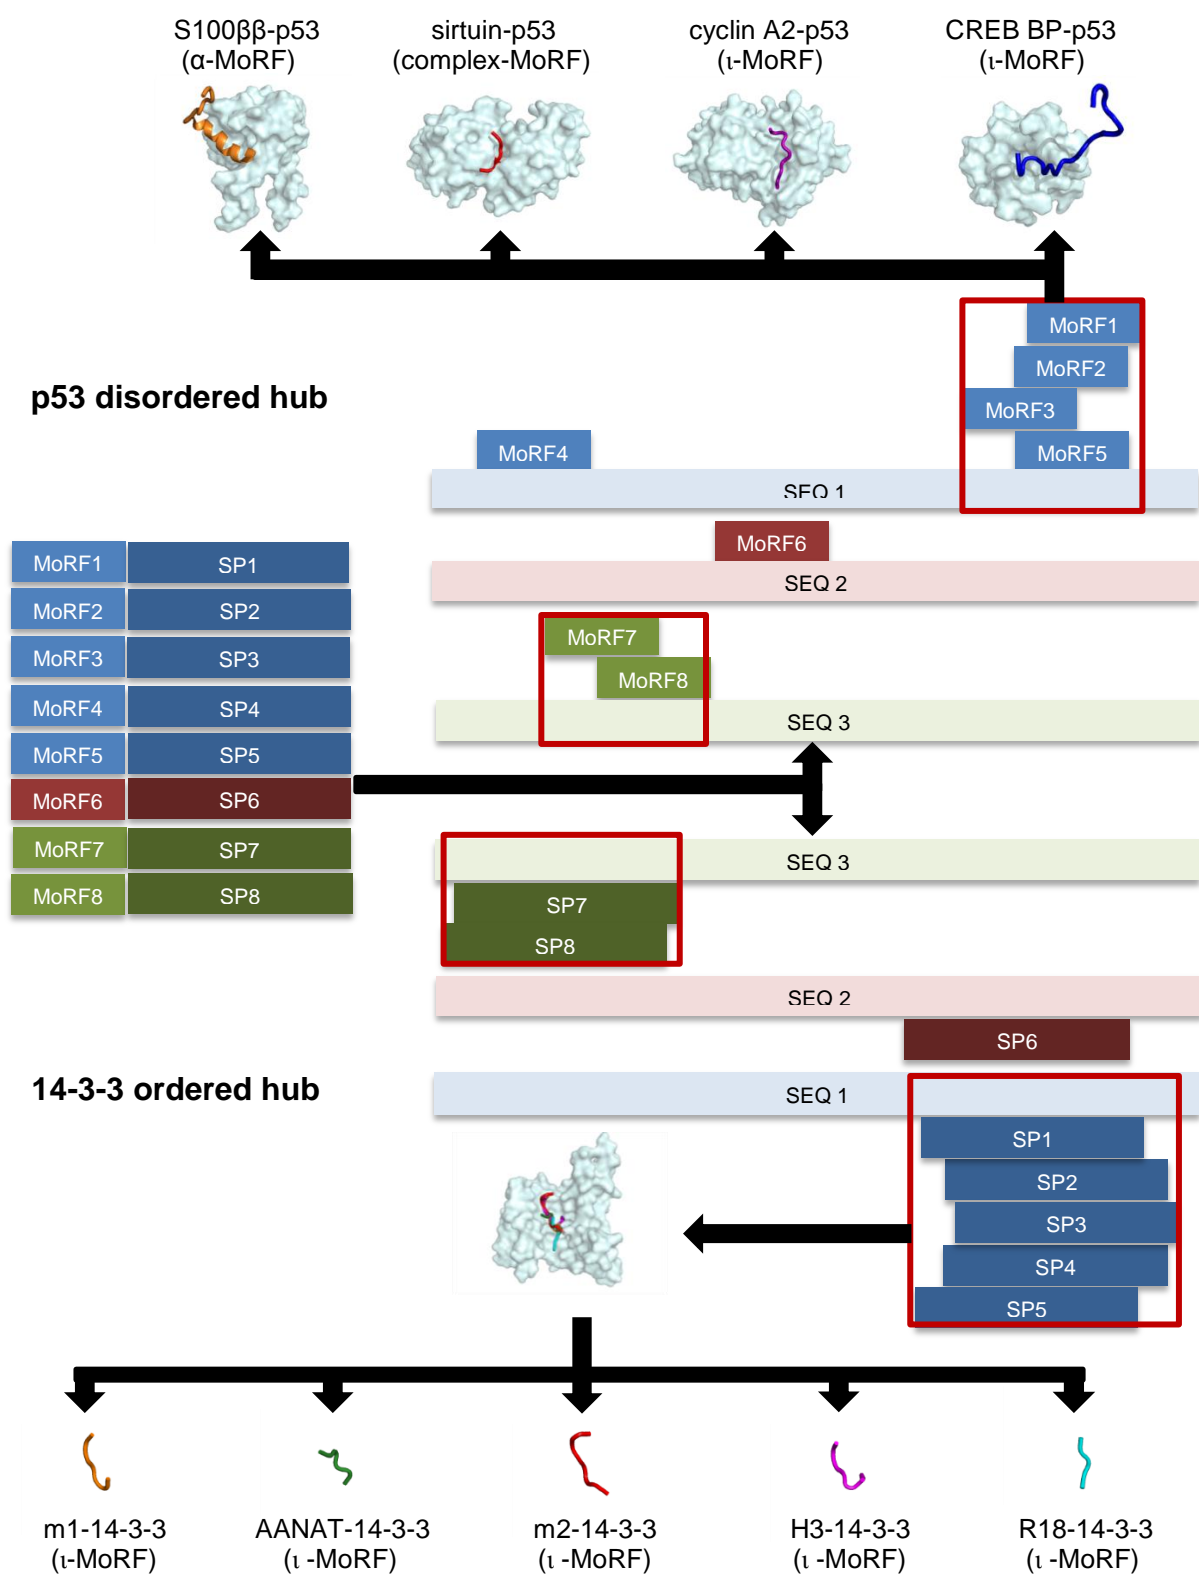 S100ββ-p53
(α-MoRF)
sirtuin-p53
(complex-MoRF)
cyclin A2-p53
(ι-MoRF)
CREB BP-p53
(ι-MoRF)
MoRF1
MoRF2
MoRF3
MoRF5
p53 disordered hub
MoRF4
SEQ 1
MoRF6
SEQ 2
MoRF7
MoRF8
SEQ 3
MoRF1 SP1
MoRF2 SP2
MoRF3 SP3
MoRF4 SP4
MoRF5 SP5
MoRF6 SP6
MoRF7 SP7
MoRF8 SP8
SEQ 3
SP7
SP8
SEQ 2
SP6
14-3-3 ordered hub
SEQ 1
SP1
SP2
SP3
SP4
SP5
m1-14-3-3
(ι-MoRF)
AANAT-14-3-3
(ι -MoRF)
m2-14-3-3
(ι -MoRF)
H3-14-3-3
(ι -MoRF)
R18-14-3-3
(ι -MoRF)